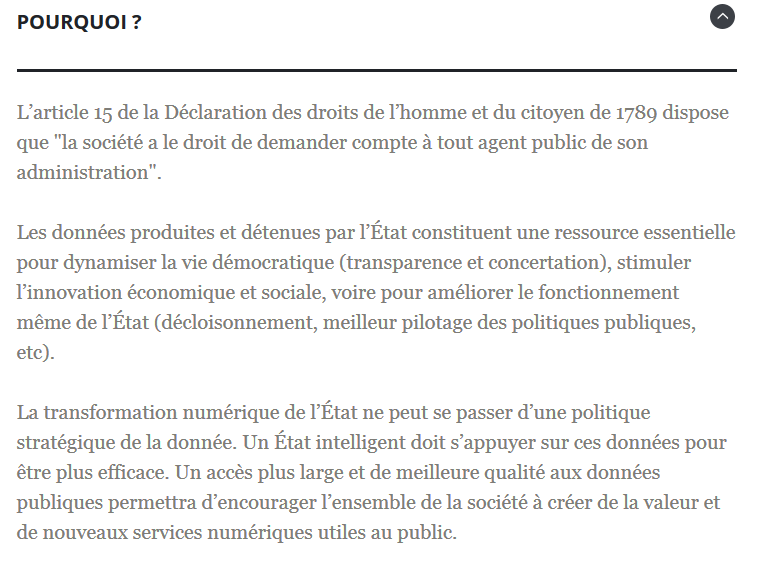 POURQUOI ?
L’article 15 de la Déclaration des droits de l’homme et du citoyen de 1789 dispose
que "la société a le droit de demander compte à tout agent public de son
administration".
Les données produites et détenues par l’État constituent une ressource essentielle
pour dynamiser la vie démocratique (transparence et concertation), stimuler
l’innovation économique et sociale, voire pour améliorer le fonctionnement
même de l’État (décloisonnement, meilleur pilotage des politiques publiques,
etc).
La transformation numérique de l’État ne peut se passer d’une politique
stratégique de la donnée. Un État intelligent doit s’appuyer sur ces données pour
être plus efficace. Un accès plus large et de meilleure qualité aux données
publiques permettra d’encourager l’ensemble de la société à créer de la valeur et
de nouveaux services numériques utiles au public.